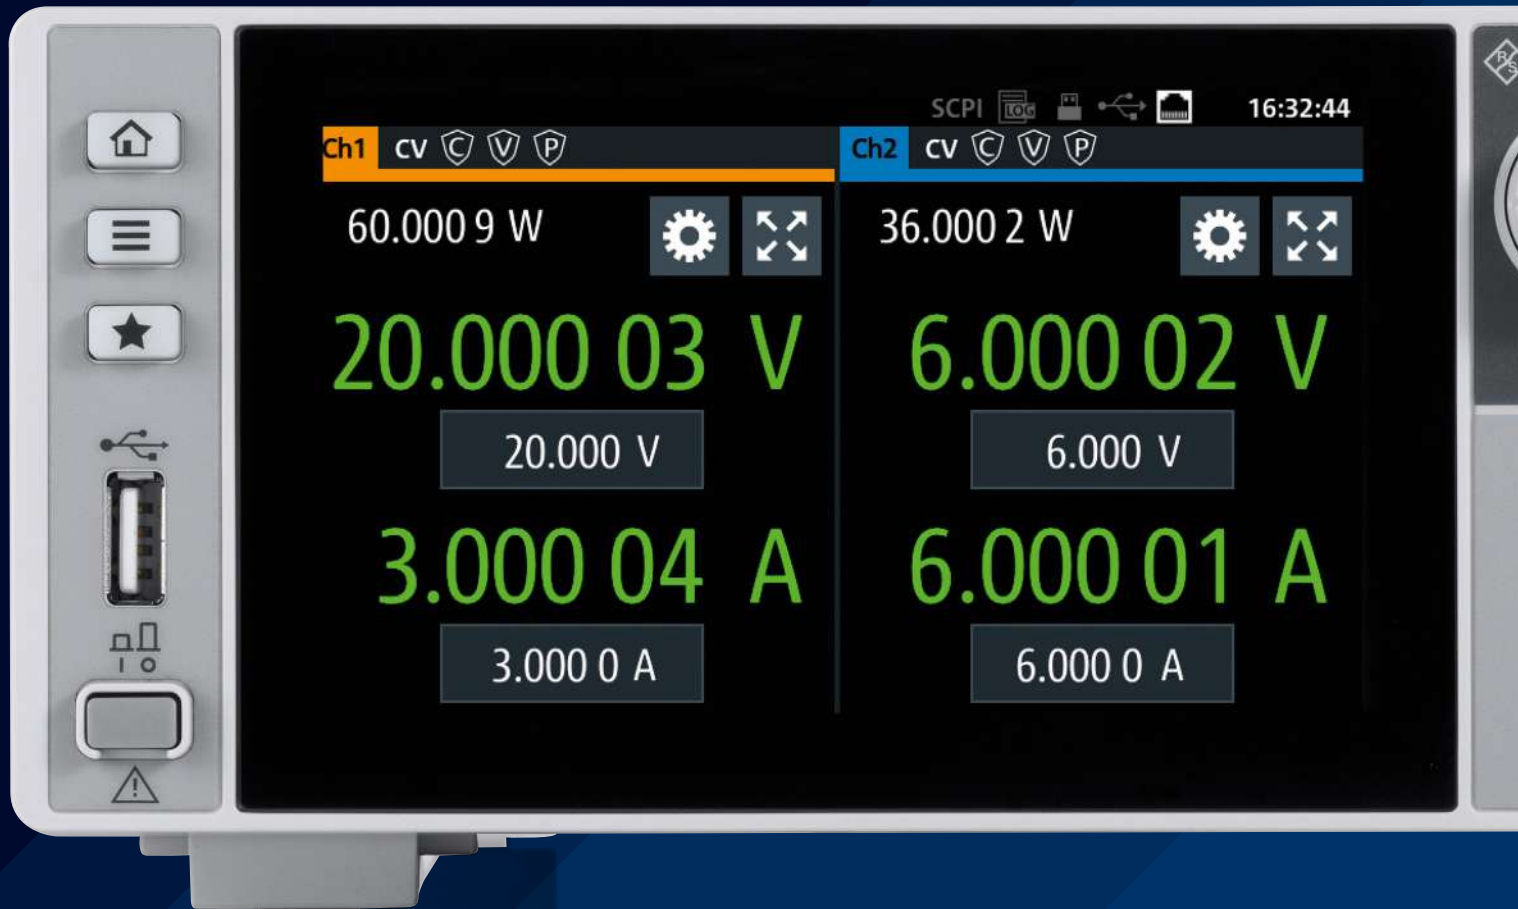 R&S
SCPI LOG 16:32:44
Ch1 CV C V P
Ch2 CV C V P
60.000 9 W
36.000 2 W
20.000 03 V
6.000 02 V
20.000 V
6.000 V
3.000 04 A
6.000 01 A
3.000 0 A
6.000 0 A
I O